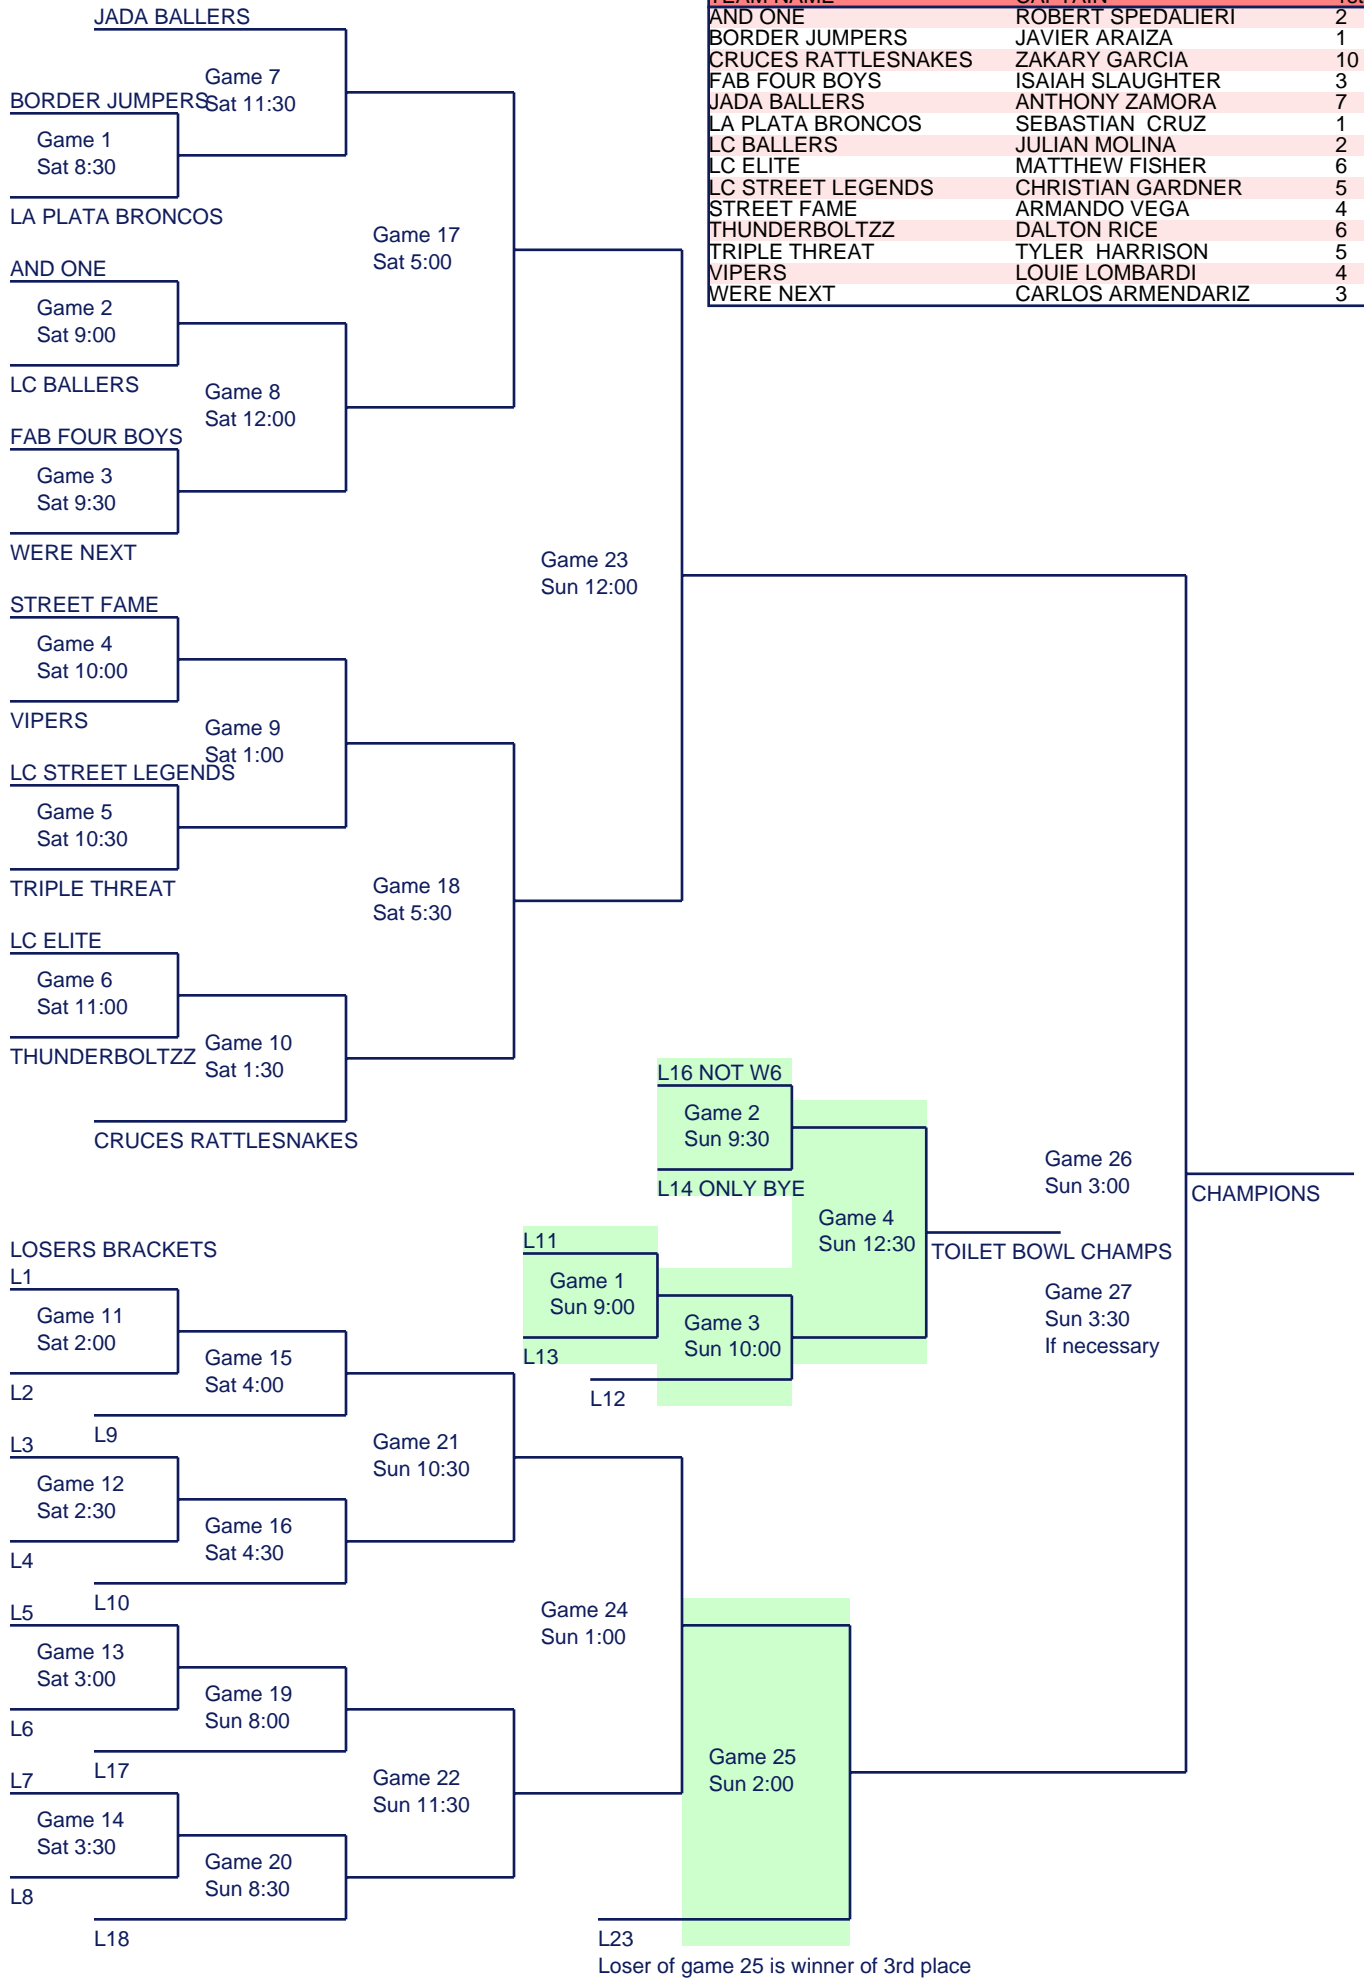 JADA BALLERS
Game 7
Sat 11:30
BORDER JUMPERS
Game 1
Sat 8:30
LA PLATA BRONCOS
Game 17
Sat 5:00
AND ONE
Game 2
Sat 9:00
LC BALLERS
Game 8
Sat 12:00
FAB FOUR BOYS
Game 3
Sat 9:30
WERE NEXT
Game 23
Sun 12:00
STREET FAME
Game 4
Sat 10:00
VIPERS
Game 9
Sat 1:00
LC STREET LEGENDS
Game 5
Sat 10:30
TRIPLE THREAT
Game 18
Sat 5:30
LC ELITE
Game 6
Sat 11:00
THUNDERBOLTZZ
Game 10
Sat 1:30
CRUCES RATTLESNAKES
TEAM NAME CAPTAIN
AND ONE ROBERT SPEDALIERI 2
BORDER JUMPERS JAVIER ARAIZA 1
CRUCES RATTLESNAKES ZAKARY GARCIA 10
FAB FOUR BOYS ISAIAH SLAUGHTER 3
JADA BALLERS ANTHONY ZAMORA 7
LA PLATA BRONCOS SEBASTIAN CRUZ 1
LC BALLERS JULIAN MOLINA 2
LC ELITE MATTHEW FISHER 6
LC STREET LEGENDS CHRISTIAN GARDNER 5
STREET FAME ARMANDO VEGA 4
THUNDERBOLTZZ DALTON RICE 6
TRIPLE THREAT TYLER HARRISON 5
VIPERS LOUIE LOMBARDI 4
WERE NEXT CARLOS ARMENDARIZ 3
L16 NOT W6
Game 2
Sun 9:30
L14 ONLY BYE
Game 4
Sun 12:30
L11
Game 1
Sun 9:00
L13
Game 3
Sun 10:00
L12
TOILET BOWL CHAMPS
Game 26
Sun 3:00
CHAMPIONS
Game 27
Sun 3:30
If necessary
LOSERS BRACKETS
L1
Game 11
Sat 2:00
L2
Game 15
Sat 4:00
L9
L3
Game 12
Sat 2:30
L4
Game 16
Sat 4:30
L10
Game 21
Sun 10:30
L5
Game 13
Sat 3:00
L6
Game 19
Sun 8:00
L17
L7
Game 14
Sat 3:30
L8
Game 20
Sun 8:30
L18
Game 22
Sun 11:30
Game 24
Sun 1:00
Game 25
Sun 2:00
L23
Loser of game 25 is winner of 3rd place